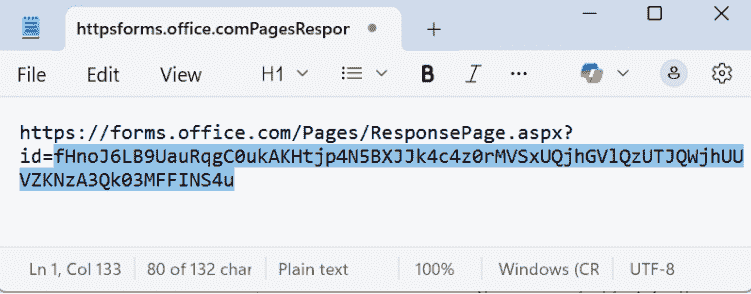 httpsforms.office.comPagesRespor
File Edit View H1 B I ...
https://forms.office.com/Pages/ResponsePage.aspx?
id=fHnoJ6LB9UauRqgC0ukAKHtjp4N5BXJJk4c4z0rMVSxUQjhGVlQzUTJQWjhUU
VZKNzA3Qk03MFFINS4u
Ln 1, Col 133 80 of 132 char Plain text 100% Windows (CR UTF-8